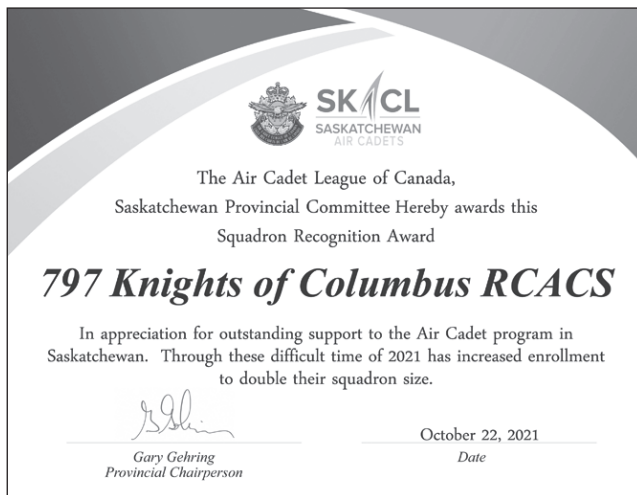 SK CL
SASKATCHEWAN
AIR CADETS
The Air Cadet League of Canada,
Saskatchewan Provincial Committee Hereby awards this
Squadron Recognition Award
797 Knights of Columbus RCACS
In appreciation for outstanding support to the Air Cadet program in
Saskatchewan. Through these difficult time of 2021 has increased enrollment
to double their squadron size.
October 22, 2021
Gary Gehring
Date
Provincial Chairperson